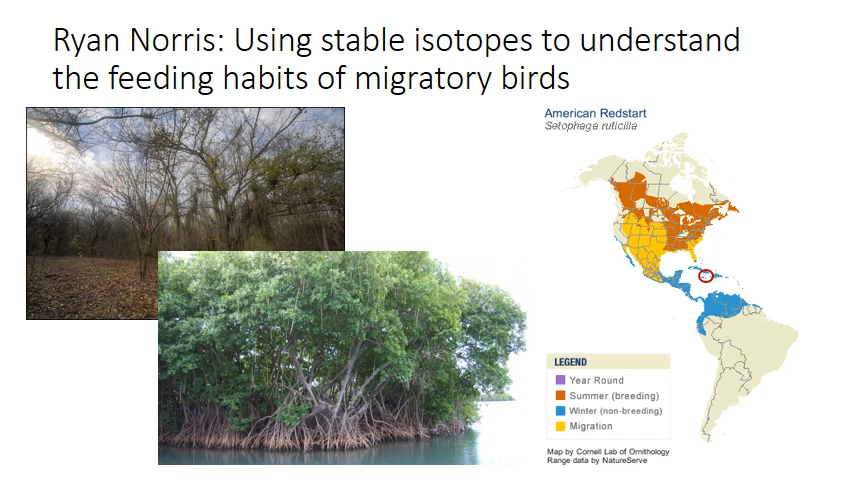 Ryan Norris: Using stable isotopes to understand
the feeding habits of migratory birds
American Redstart
Setophaga ruticilla
LEGEND
Year Round
Summer (breeding)
Winter (non-breeding)
Migration
Map by Cornell Lab of Ornithology
Range data by NatureServe